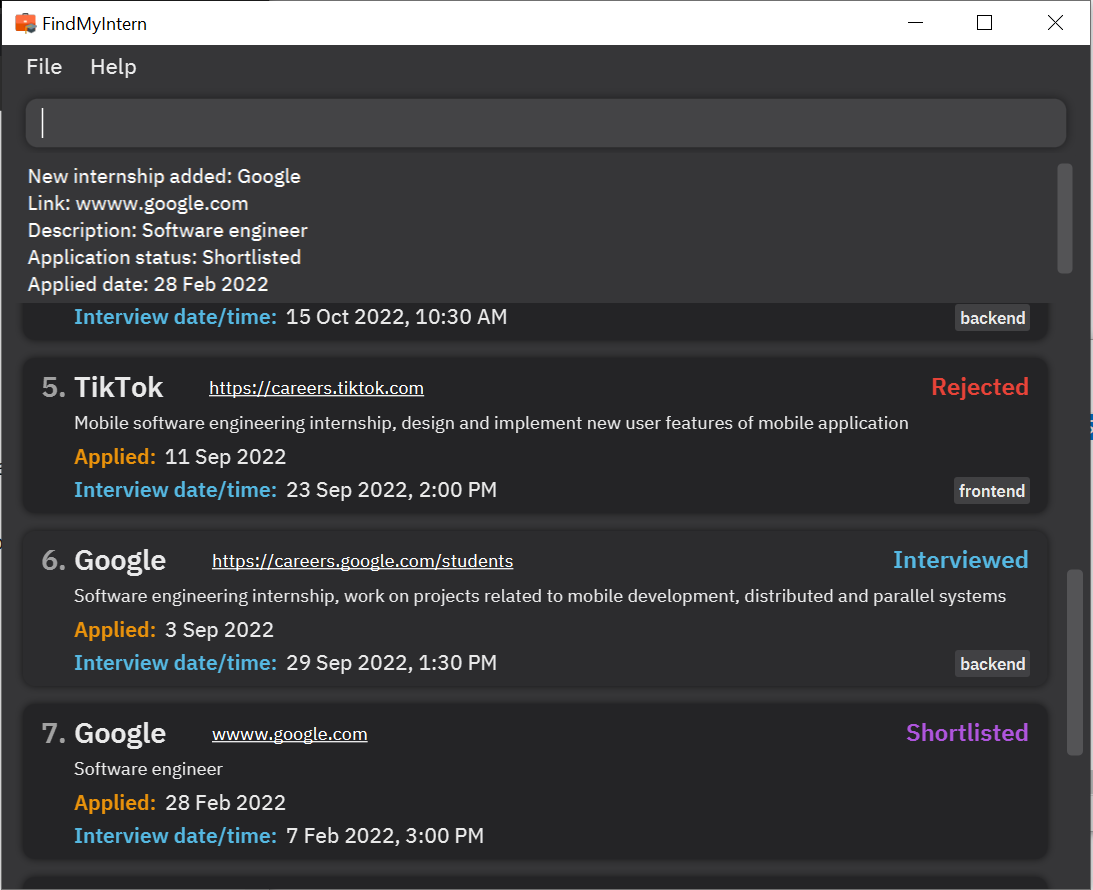 FindMyIntern
File Help
New internship added: Google
Link: wwww.google.com
Description: Software engineer
Application status: Shortlisted
Applied date: 28 Feb 2022
Interview date/time: 15 Oct 2022, 10:30 AM backend
5. TikTok https://careers.tiktok.com Rejected
Mobile software engineering internship, design and implement new user features of mobile application
Applied: 11 Sep 2022
Interview date/time: 23 Sep 2022, 2:00 PM frontend
6. Google https://careers.google.com/students Interviewed
Software engineering internship, work on projects related to mobile development, distributed and parallel systems
Applied: 3 Sep 2022
Interview date/time: 29 Sep 2022, 1:30 PM backend
7. Google wwww.google.com Shortlisted
Software engineer
Applied: 28 Feb 2022
Interview date/time: 7 Feb 2022, 3:00 PM